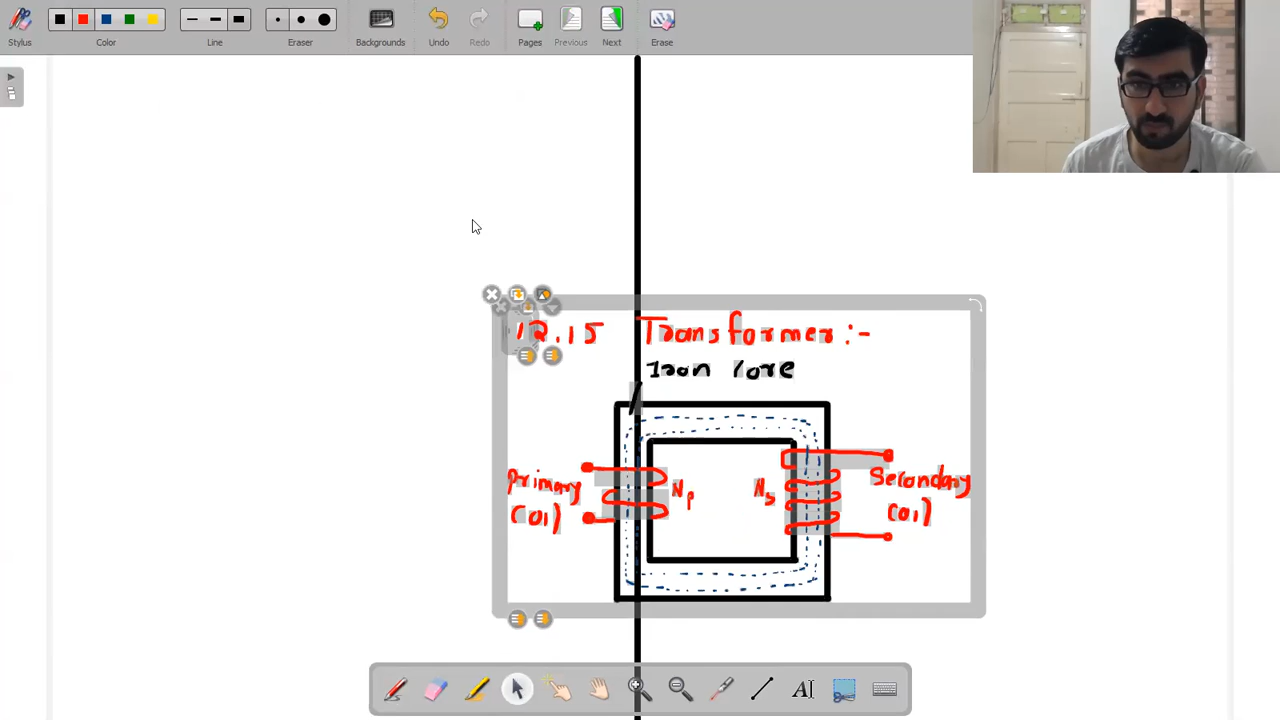 Stylus
Color
Line
Eraser
Backgrounds
Undo
Redo
Pages
Previous
Next
Erase
12.15 Transformer:-
Iron Core
Primary
Coil
Np
Ns
Secondary
Coil
AI